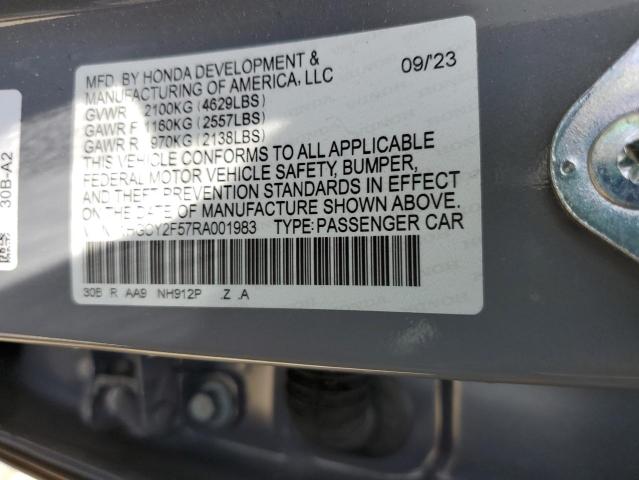 MFD. BY HONDA DEVELOPMENT &
MANUFACTURING OF AMERICA, LLC 09/'23
GVWR 2100KG (4629LBS)
GAWR F 1160KG (2557LBS)
GAWR R 970KG (2138LBS)
THIS VEHICLE CONFORMS TO ALL APPLICABLE
FEDERAL MOTOR VEHICLE SAFETY, BUMPER,
AND THEFT PREVENTION STANDARDS IN EFFECT
ON THE DATE OF MANUFACTURE SHOWN ABOVE.
HGCY2F57RA001983 TYPE:PASSENGER CAR
30B R AA9 NH912P .Z .A
30B-A2